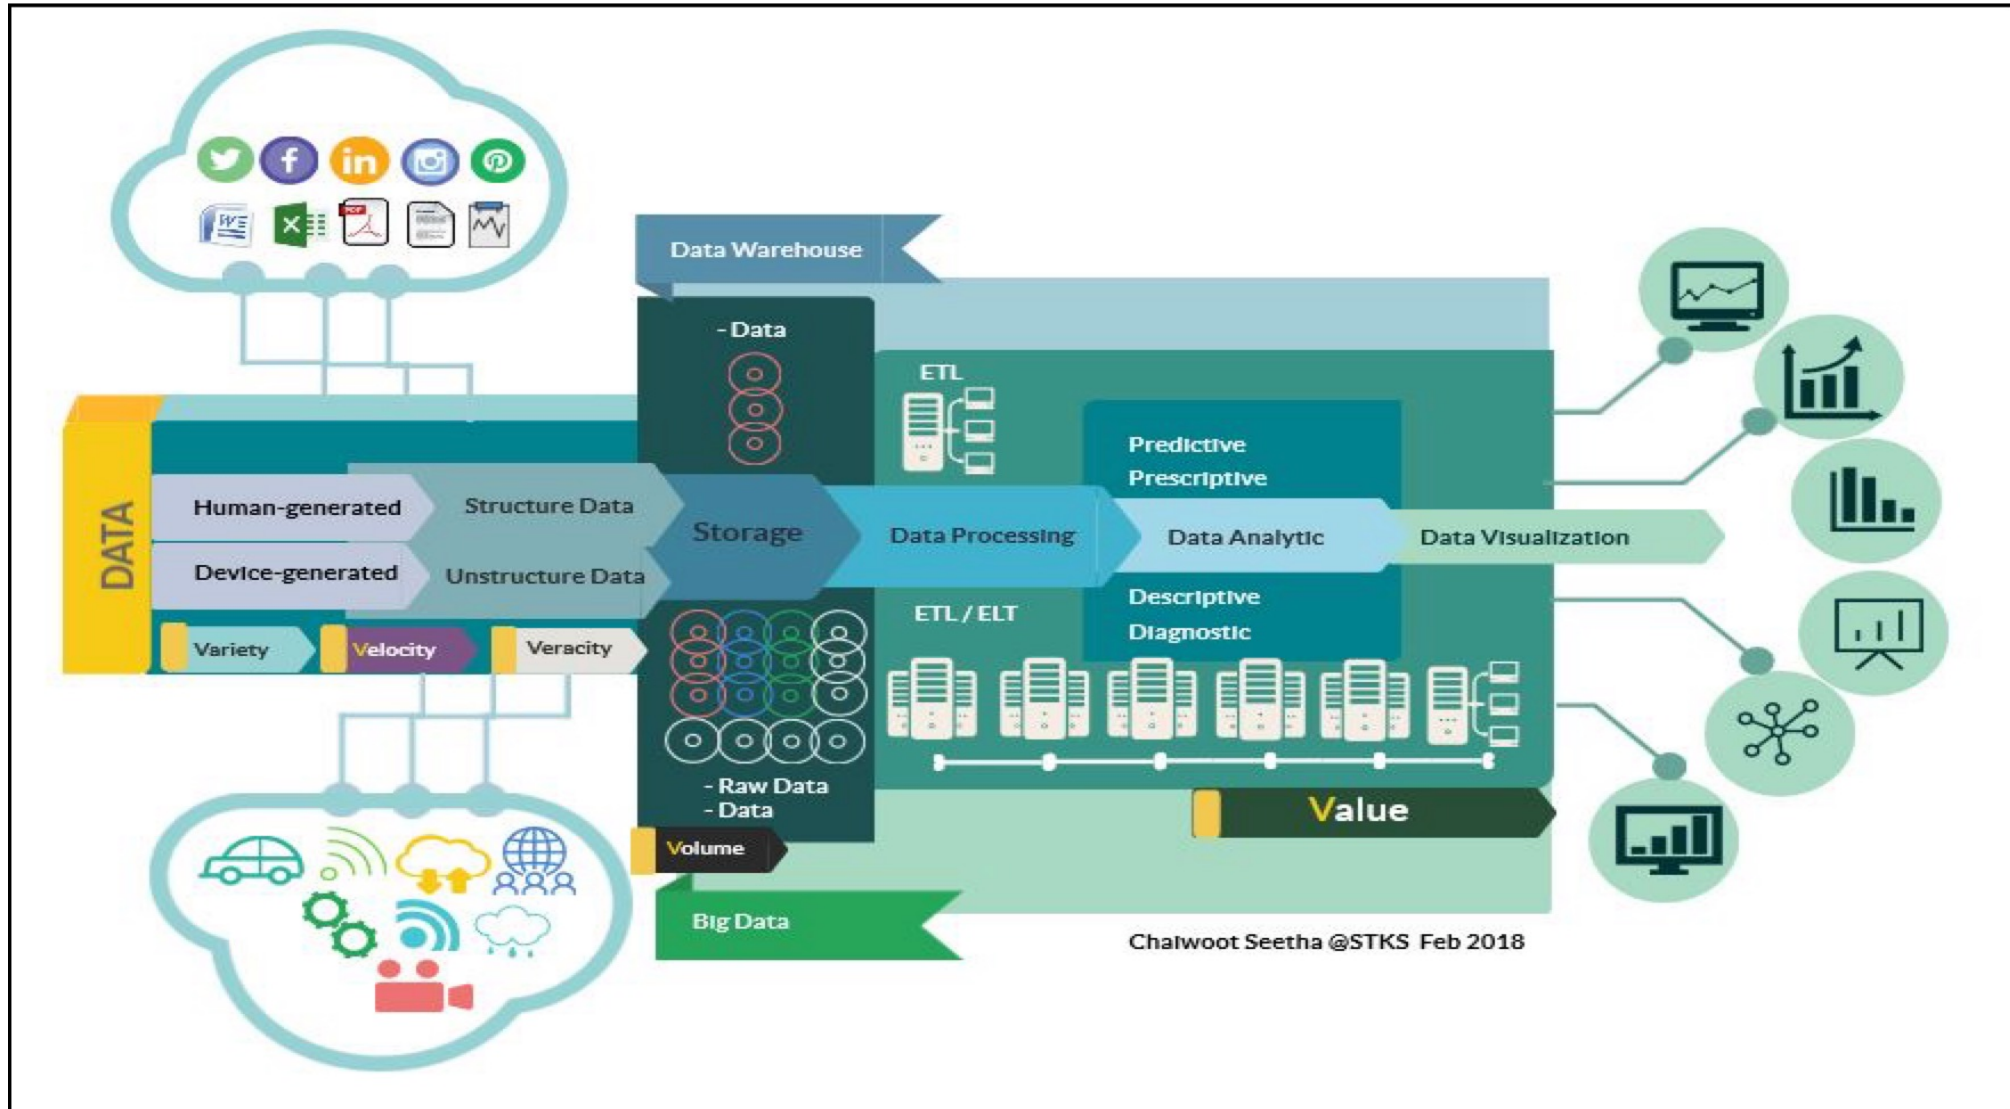 Data Warehouse
- Data
ETL
Predictive
Prescriptive
DATA
Human-generated
Structure Data
Storage
Data Processing
Data Analytic
Data Visualization
Device-generated
Unstructure Data
ETL / ELT
Descriptive
Diagnostic
Variety
Velocity
Veracity
- Raw Data
- Data
Volume
Value
Big Data
Chaiwoot Seetha @STKS Feb 2018
in
f
PDF